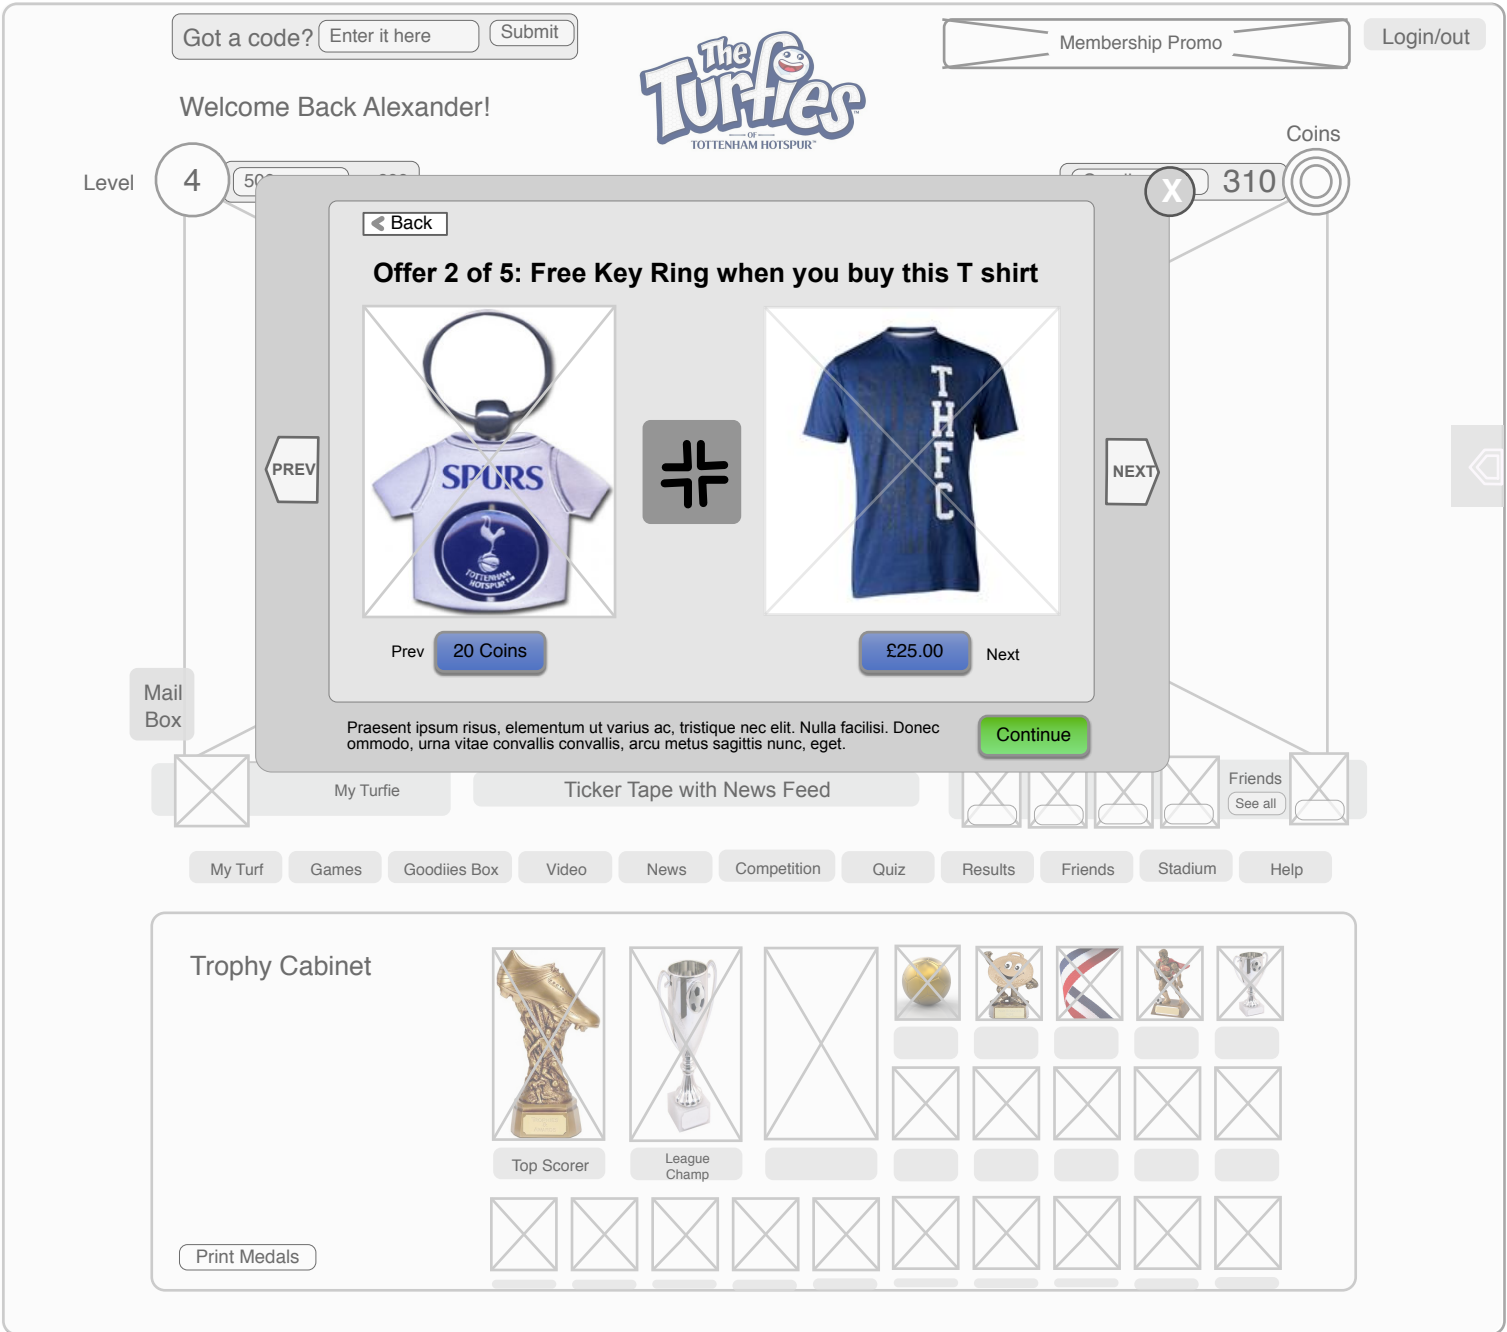 Got a code?
Enter it here
Submit
The
Turfies
OF
TOTTENHAM HOTSPUR™
Membership Promo
Login/out
Welcome Back Alexander!
Coins
Level
4
310
X
Back
Offer 2 of 5: Free Key Ring when you buy this T shirt
SPURS
TOTTENHAM
HOTSPUR
T
H
F
C
PREV
NEXT
Prev
20 Coins
£25.00
Next
Mail
Box
Praesent ipsum risus, elementum ut varius ac, tristique nec elit. Nulla facilisi. Donec
ommodo, urna vitae convallis convallis, arcu metus sagittis nunc, eget.
Continue
My Turfie
Ticker Tape with News Feed
Friends
See all
My Turf
Games
Goodiies Box
Video
News
Competition
Quiz
Results
Friends
Stadium
Help
Trophy Cabinet
Top Scorer
League
Champ
Print Medals